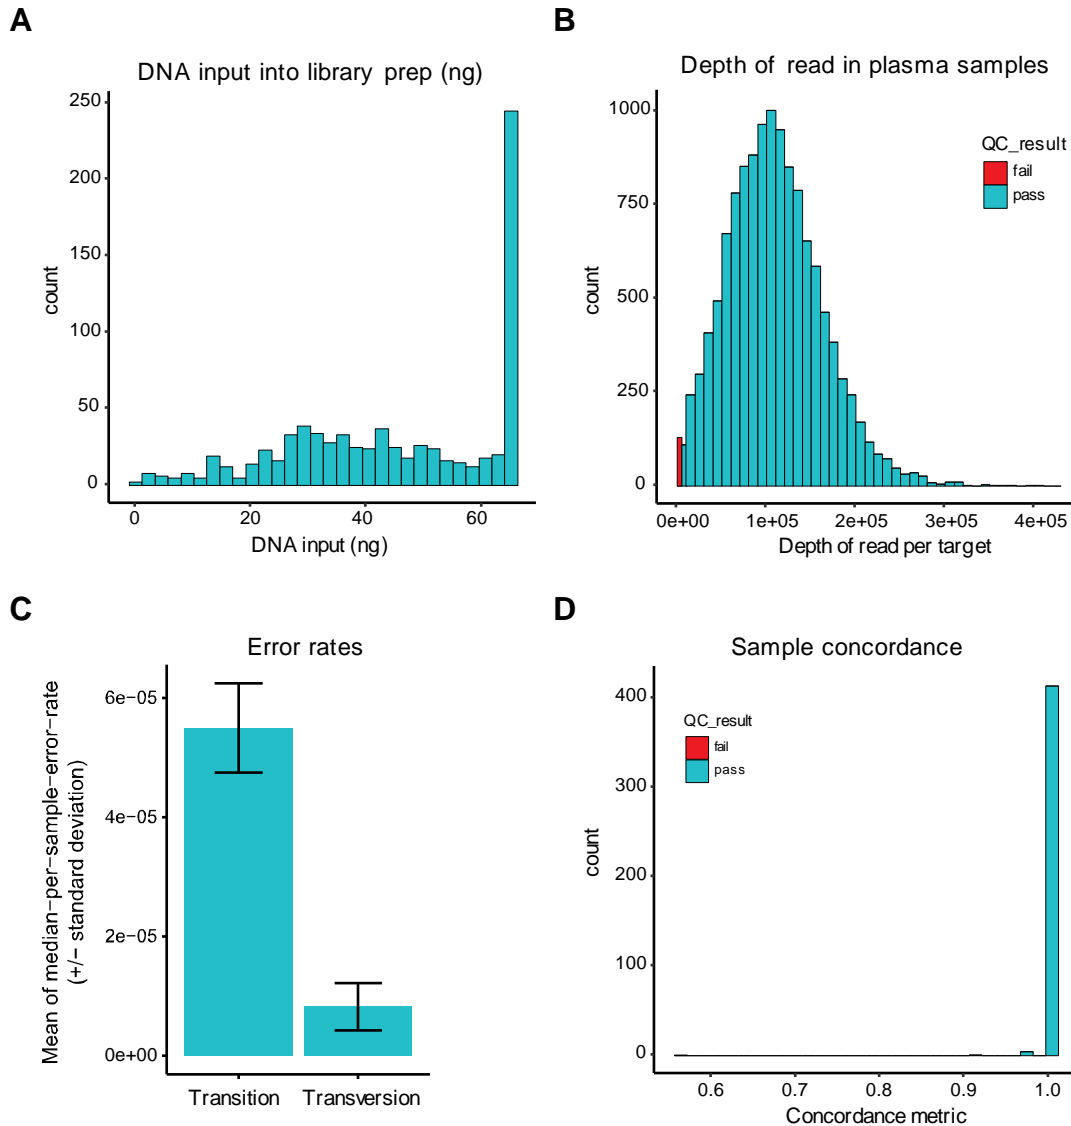 A
DNA input into library prep (ng)
250
200
150
100
50
0
count
0 20 40 60
DNA input (ng)
B
Depth of read in plasma samples
1000
750
500
250
0
count
QC_result
fail
pass
0e+00 1e+05 2e+05 3e+05 4e+05
Depth of read per target
C
Error rates
6e−05
4e−05
2e−05
0e+00
Mean of median−per−sample−error−rate
(+/− standard deviation)
Transition Transversion
D
Sample concordance
400
300
200
100
0
count
QC_result
fail
pass
0.6 0.7 0.8 0.9 1.0
Concordance metric